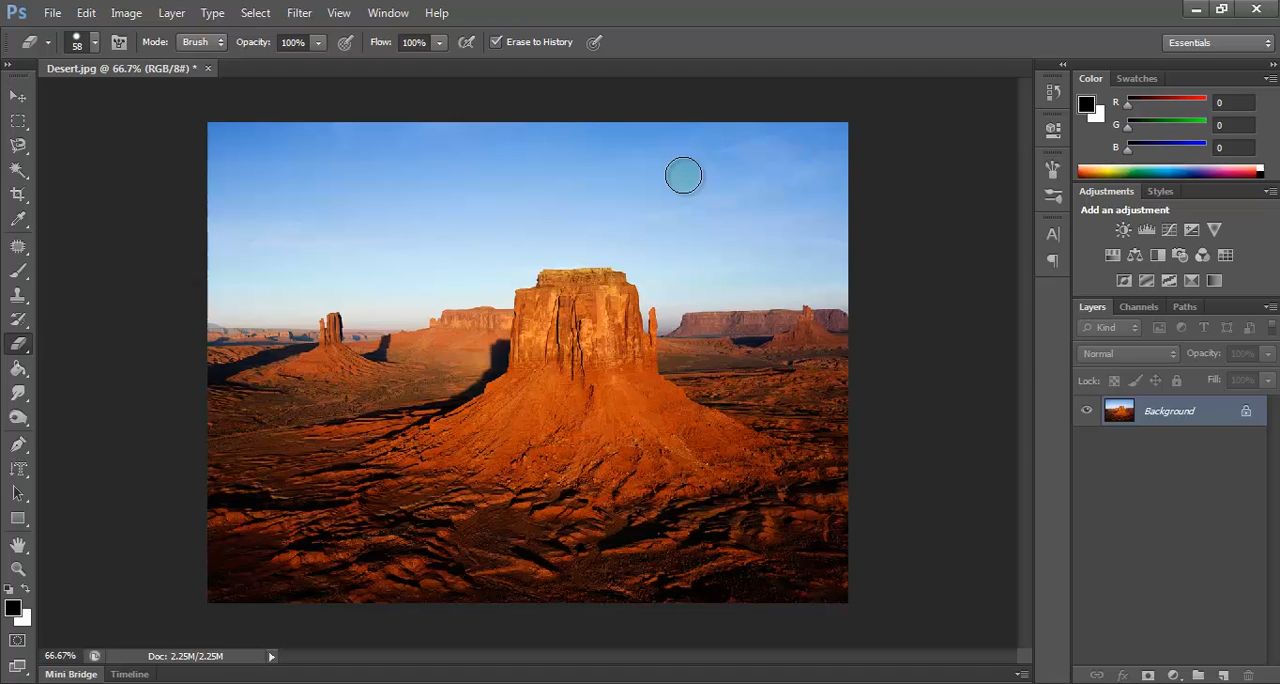 Ps File Edit Image Layer Type Select Filter View Window Help
58 Mode: Brush Opacity: 100% Flow: 100% Erase to History Essentials
Desert.jpg @ 66.7% (RGB/8#) * ×
Color Swatches
R 0
G 0
B 0
Adjustments Styles
Add an adjustment
Layers Channels Paths
Kind T
Normal Opacity: 100%
Lock: Fill: 100%
Background
66.67% Doc: 2.25M/2.25M
Mini Bridge Timeline